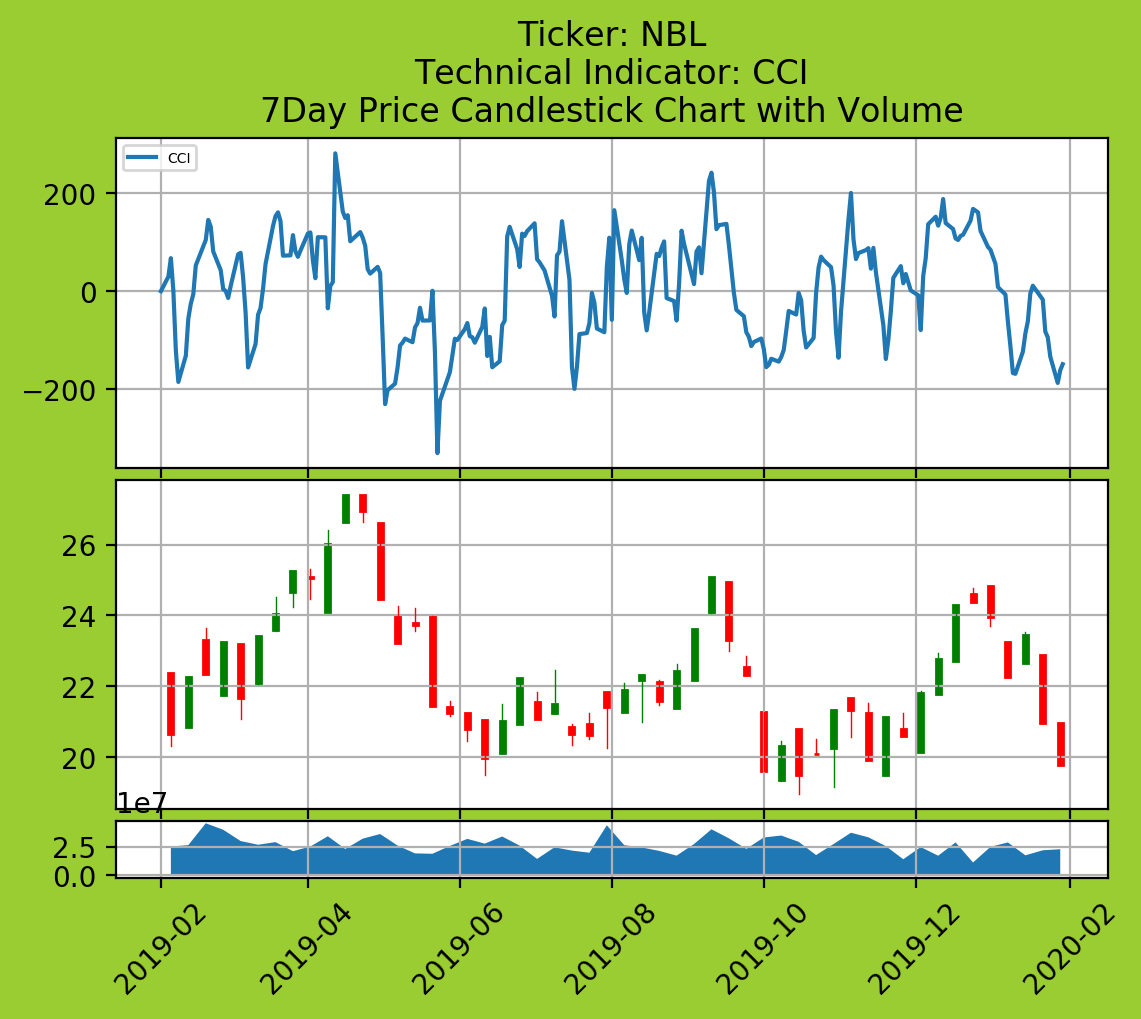 Ticker: NBL
Technical Indicator: CCI
7Day Price Candlestick Chart with Volume
CCI
200
0
−200
26
24
22
20
1e7
2.5
0.0
2019-02 2019-04 2019-06 2019-08 2019-10 2019-12 2020-02